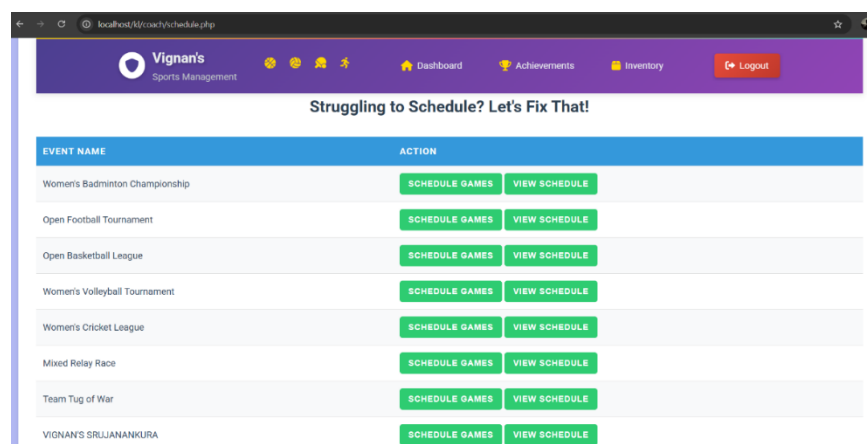 localhost/kl/coach/schedule.php
Vignan's
Sports Management
Dashboard
Achievements
Inventory
Logout
Struggling to Schedule? Let's Fix That!
EVENT NAME ACTION
Women's Badminton Championship SCHEDULE GAMES VIEW SCHEDULE
Open Football Tournament SCHEDULE GAMES VIEW SCHEDULE
Open Basketball League SCHEDULE GAMES VIEW SCHEDULE
Women's Volleyball Tournament SCHEDULE GAMES VIEW SCHEDULE
Women's Cricket League SCHEDULE GAMES VIEW SCHEDULE
Mixed Relay Race SCHEDULE GAMES VIEW SCHEDULE
Team Tug of War SCHEDULE GAMES VIEW SCHEDULE
VIGNAN'S SRUJANANKURA SCHEDULE GAMES VIEW SCHEDULE